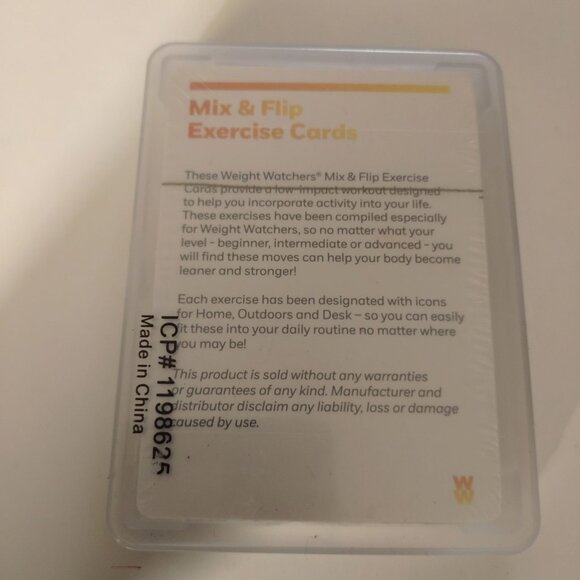 Mix & Flip
Exercise Cards
These Weight Watchers® Mix & Flip Exercise
Cards provide a low-impact workout designed
to help you incorporate activity into your life.
These exercises have been compiled especially
for Weight Watchers, so no matter what your
level - beginner, intermediate or advanced - you
will find these moves can help your body become
leaner and stronger!
Each exercise has been designated with icons
for Home, Outdoors and Desk – so you can easily
fit these into your daily routine no matter where
you may be!
This product is sold without any warranties
or guarantees of any kind. Manufacturer and
distributor disclaim any liability, loss or damage
caused by use.
ICP# 1198625
Made in China
W
W